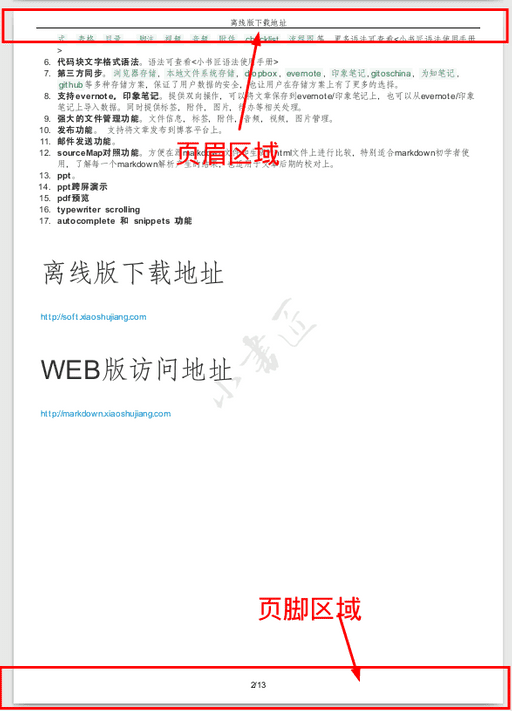 离线版下载地址
式、表格、目录、脚注、视频、音频、附件、checklist、流程图等，更多语法可查看<小书匠语法使用手册
>
6. 代码块文字格式语法。语法可查看<小书匠语法使用手册>
7. 第三方同步。 浏览器存储，本地文件系统存储，dropbox，evernote，印象笔记，gitoschina，为知笔记，
github等多种存储方案，保证了用户数据的安全，也让用户在存储方案上有了更多的选择。
8. 支持evernote，印象笔记。提供双向操作，可以将文章保存到evernote/印象笔记上，也可以从evernote/印象
笔记上导入数据。同时提供标签，附件，图片，待办等相关处理。
9. 强大的文件管理功能。文件信息，标签，附件，音频，视频，图片管理。
10. 发布功能。 支持将文章发布到博客平台上。
11. 邮件发送功能。
页眉区域
12. sourceMap对照功能。方便在源markdown文件与生成的html文件上进行比较，特别适合markdown初学者使
用，了解每一个markdown解析产生的结果，也适用于文章后期的校对上。
13. ppt。
14. ppt跨屏演示
15. pdf预览
16. typewriter scrolling
17. autocomplete 和 snippets 功能
离线版下载地址
http://soft.xiaoshujiang.com
小書匠
WEB版访问地址
http://markdown.xiaoshujiang.com
页脚区域
2/13